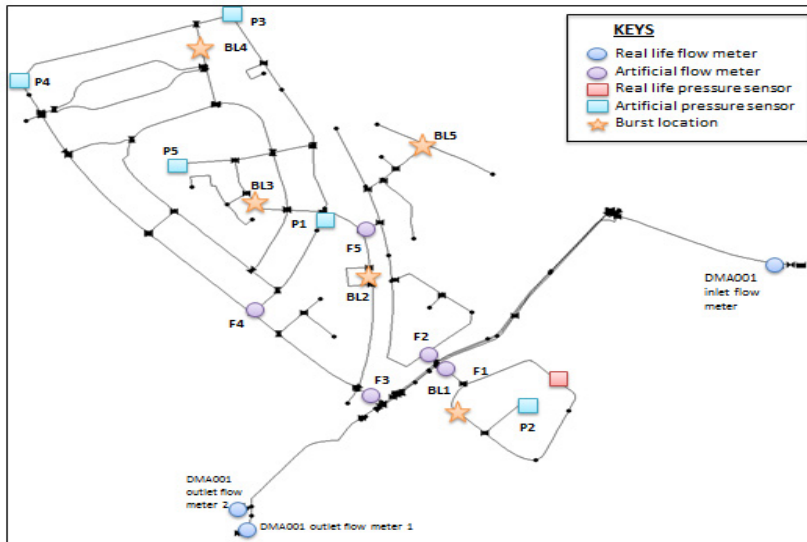 P3
KEYS
BL4
Real life flow meter
Artificial flow meter
Real life pressure sensor
Artificial pressure sensor
Burst location
P4
BL5
P5
BL3
P1
F5
DMA001
inlet flow
meter
BL2
F4
F2
F1
F3
BL1
P2
DMA001
outlet flow
meter 2
DMA001 outlet flow meter 1